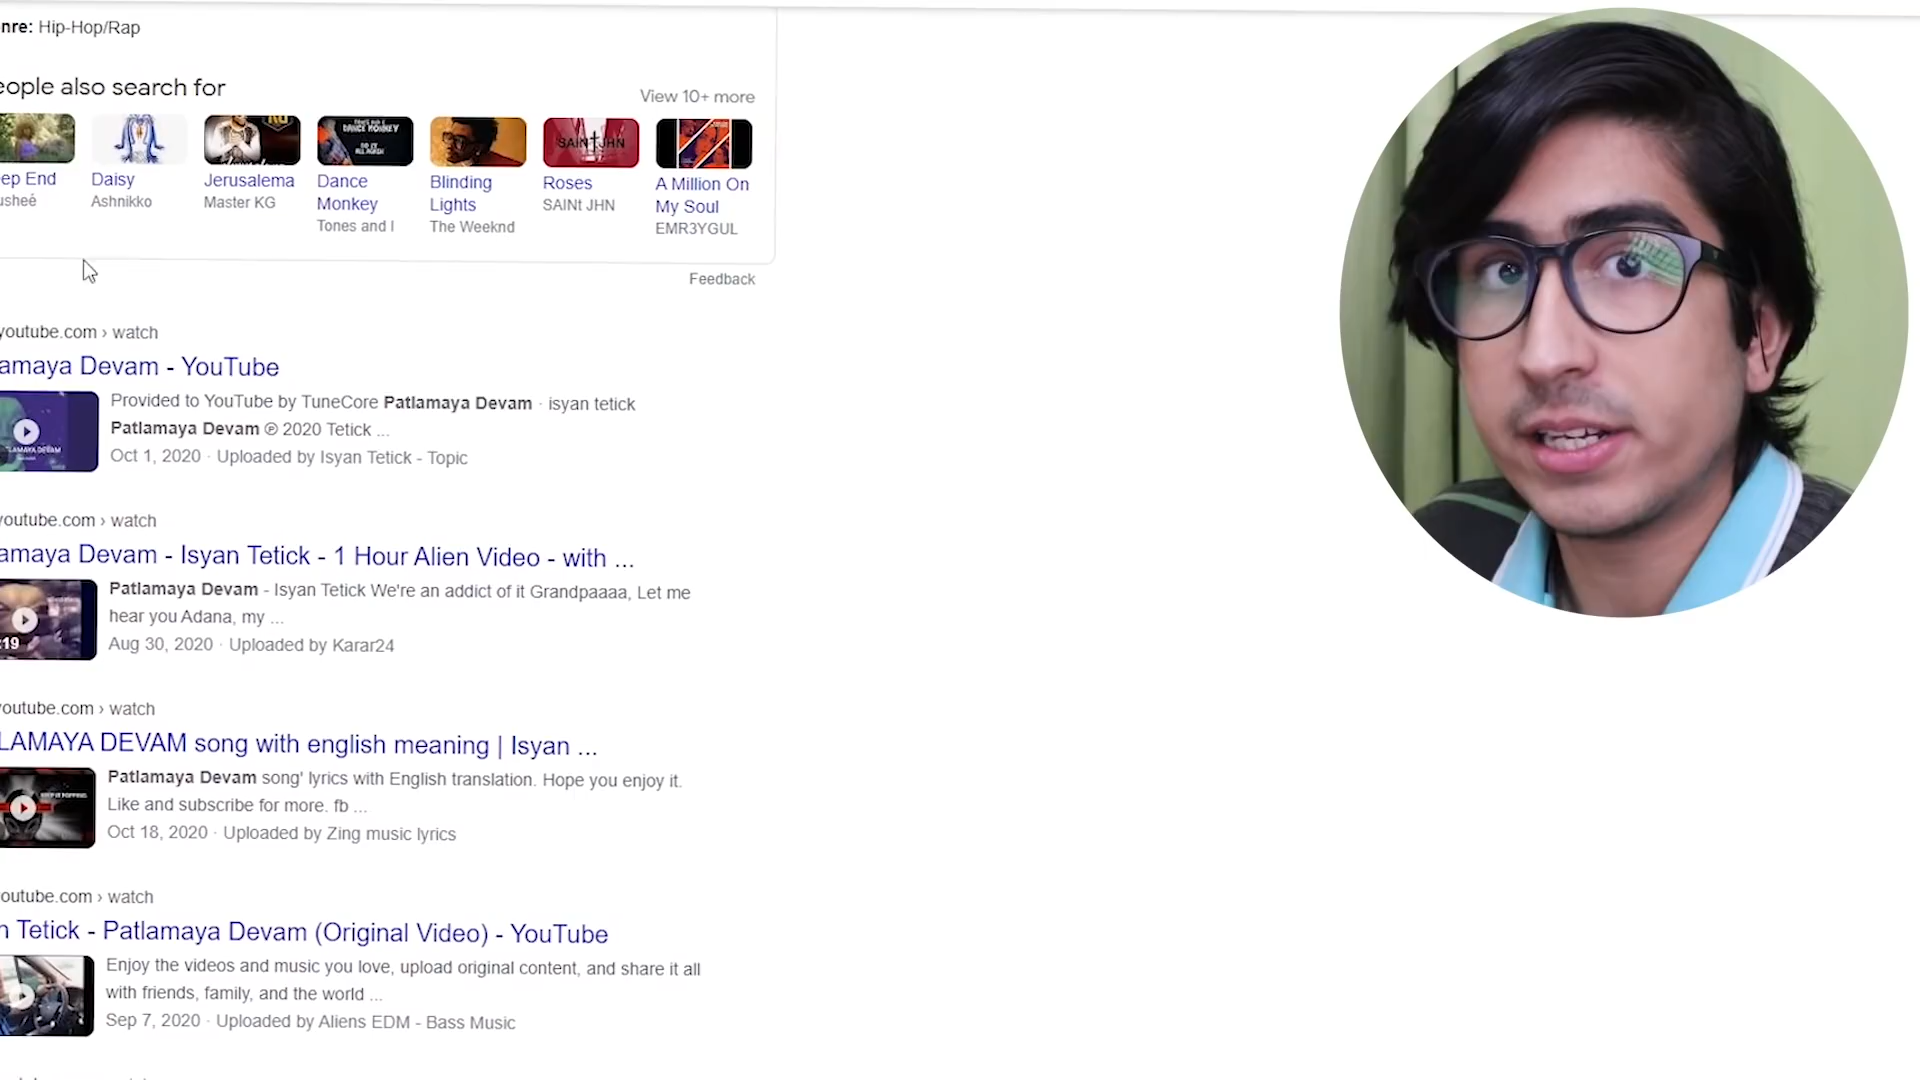 nre: Hip-Hop/Rap
eople also search for
View 10+ more
ep End
usheé
Daisy
Ashnikko
Jerusalema
Master KG
DANCE MONKEY
Dance
Monkey
Tones and I
Blinding
Lights
The Weeknd
SAINt JHN
Roses
SAINt JHN
A Million On
My Soul
EMR3YGUL
Feedback
youtube.com › watch
amaya Devam - YouTube
Provided to YouTube by TuneCore Patlamaya Devam · isyan tetick
Patlamaya Devam ℗ 2020 Tetick ...
Oct 1, 2020 · Uploaded by Isyan Tetick - Topic
youtube.com › watch
amaya Devam - Isyan Tetick - 1 Hour Alien Video - with ...
Patlamaya Devam - Isyan Tetick We're an addict of it Grandpaaaa, Let me
hear you Adana, my ...
:19
Aug 30, 2020 · Uploaded by Karar24
youtube.com › watch
LAMAYA DEVAM song with english meaning | Isyan ...
Patlamaya Devam song' lyrics with English translation. Hope you enjoy it.
Like and subscribe for more. fb ...
Oct 18, 2020 · Uploaded by Zing music lyrics
outube.com › watch
n Tetick - Patlamaya Devam (Original Video) - YouTube
Enjoy the videos and music you love, upload original content, and share it all
with friends, family, and the world ...
Sep 7, 2020 · Uploaded by Aliens EDM - Bass Music